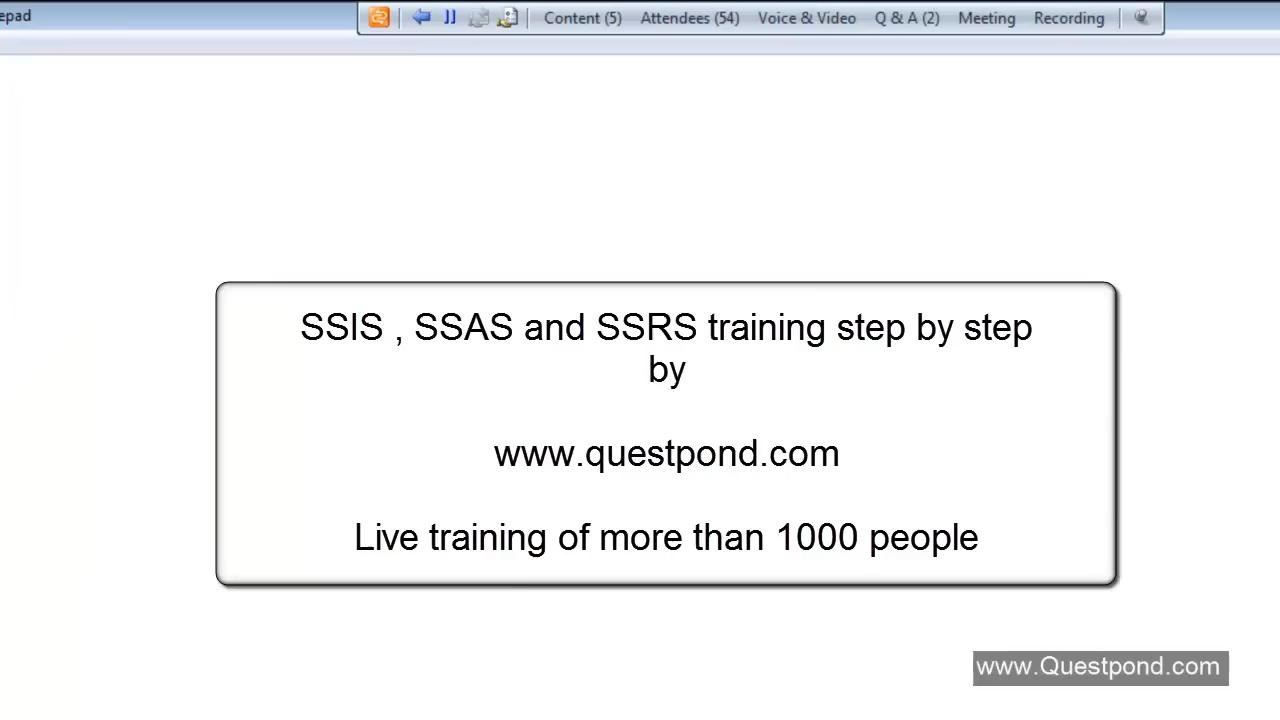 epad
Content (5) Attendees (54) Voice & Video Q & A (2) Meeting Recording
SSIS , SSAS and SSRS training step by step
by
www.questpond.com
Live training of more than 1000 people
www.Questpond.com